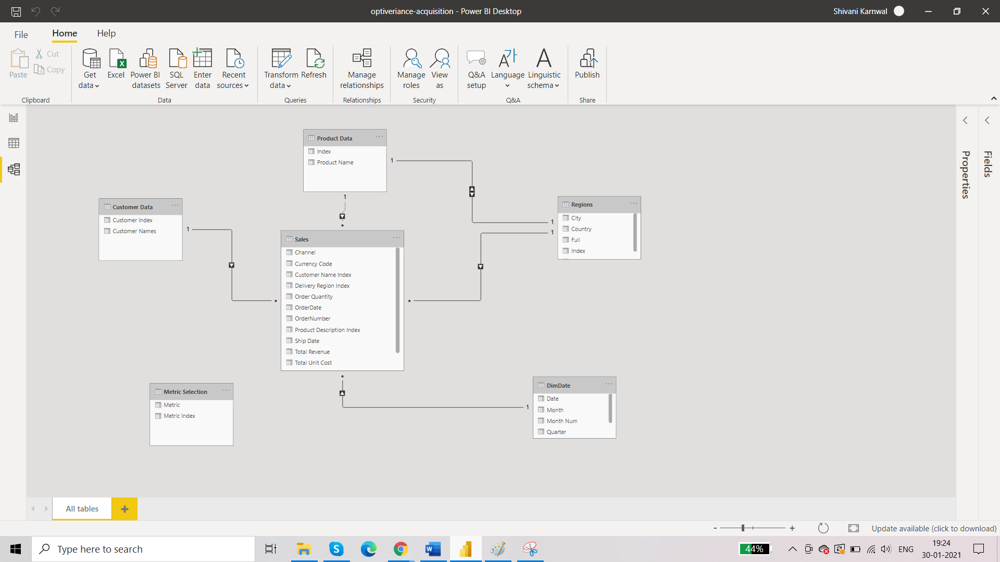 optiveriance-acquisition - Power BI Desktop
Shivani Karnwal
File
Home
Help
Paste
Cut
Copy
Clipboard
Get data
Excel
Power BI datasets
SQL Server
Enter data
Recent sources
Data
Transform data
Refresh
Queries
Manage relationships
Relationships
Manage roles
View as
Security
Q&A setup
Language
Linguistic schema
Q&A
Publish
Share
Product Data
Index
Product Name
1
1
*
Customer Data
Customer Index
Customer Names
1
*
Sales
Channel
Currency Code
Customer Name Index
Delivery Region Index
Order Quantity
OrderDate
OrderNumber
Product Description Index
Ship Date
Total Revenue
Total Unit Cost
*
*
Regions
City
Country
Full
Index
1
1
Metric Selection
Metric
Metric Index
DimDate
Date
Month
Month Num
Quarter
1
Properties
Fields
All tables
+
- +
Update available (click to download)
Type here to search
44%
ENG
19:24
30-01-2021